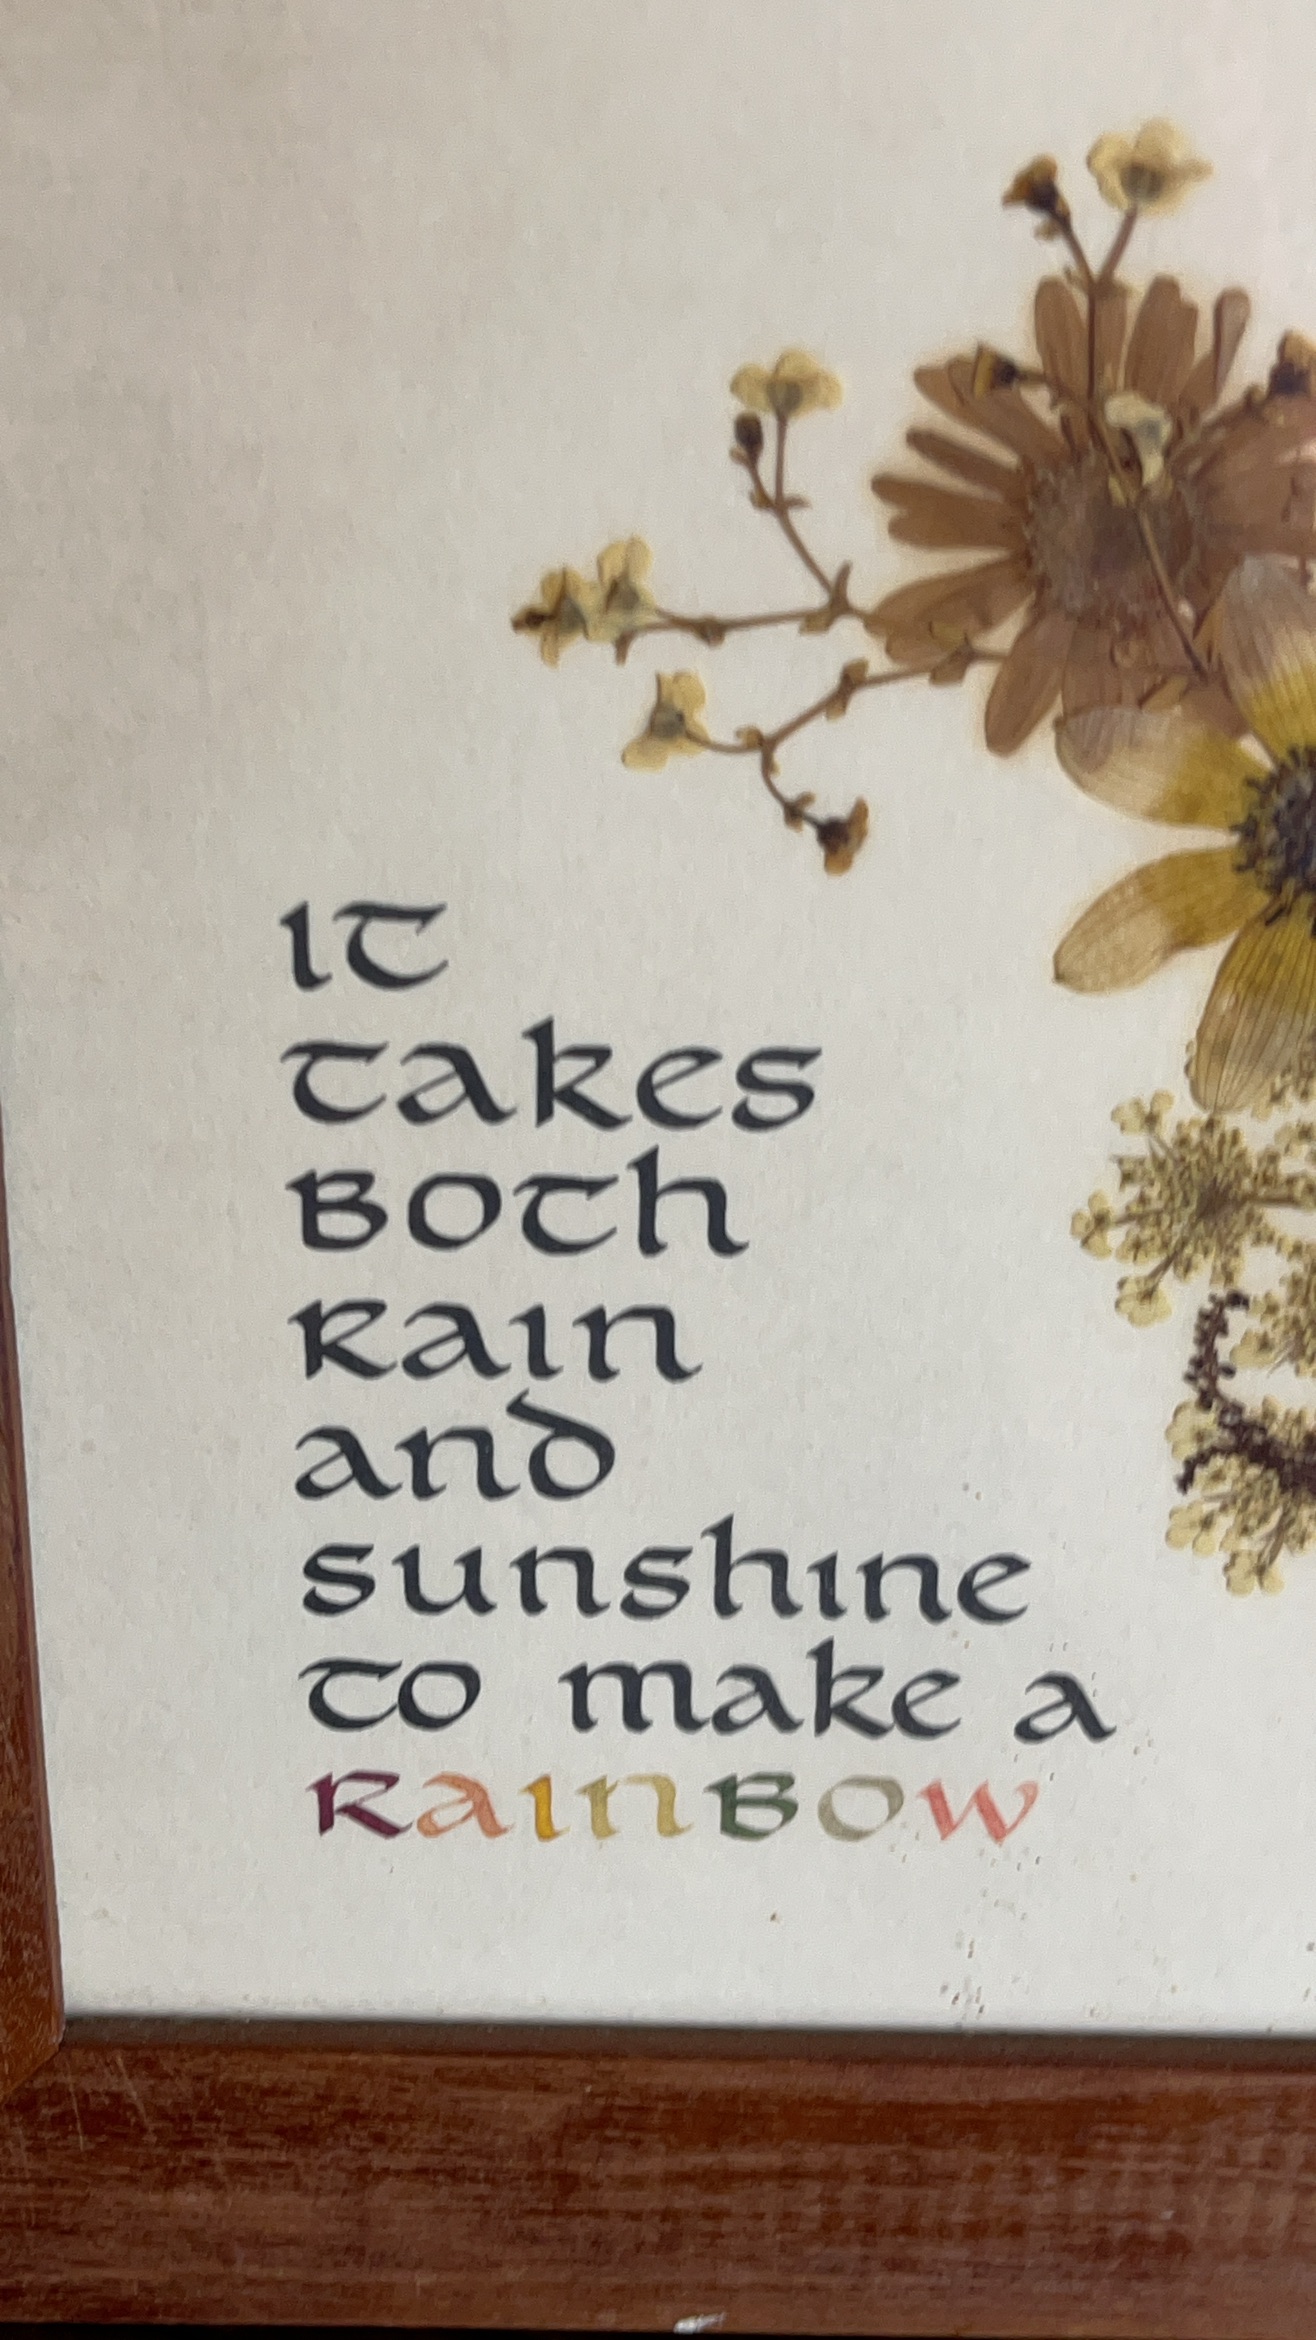 It
takes
Both
Rain
and
sunshine
to make a
RainBow